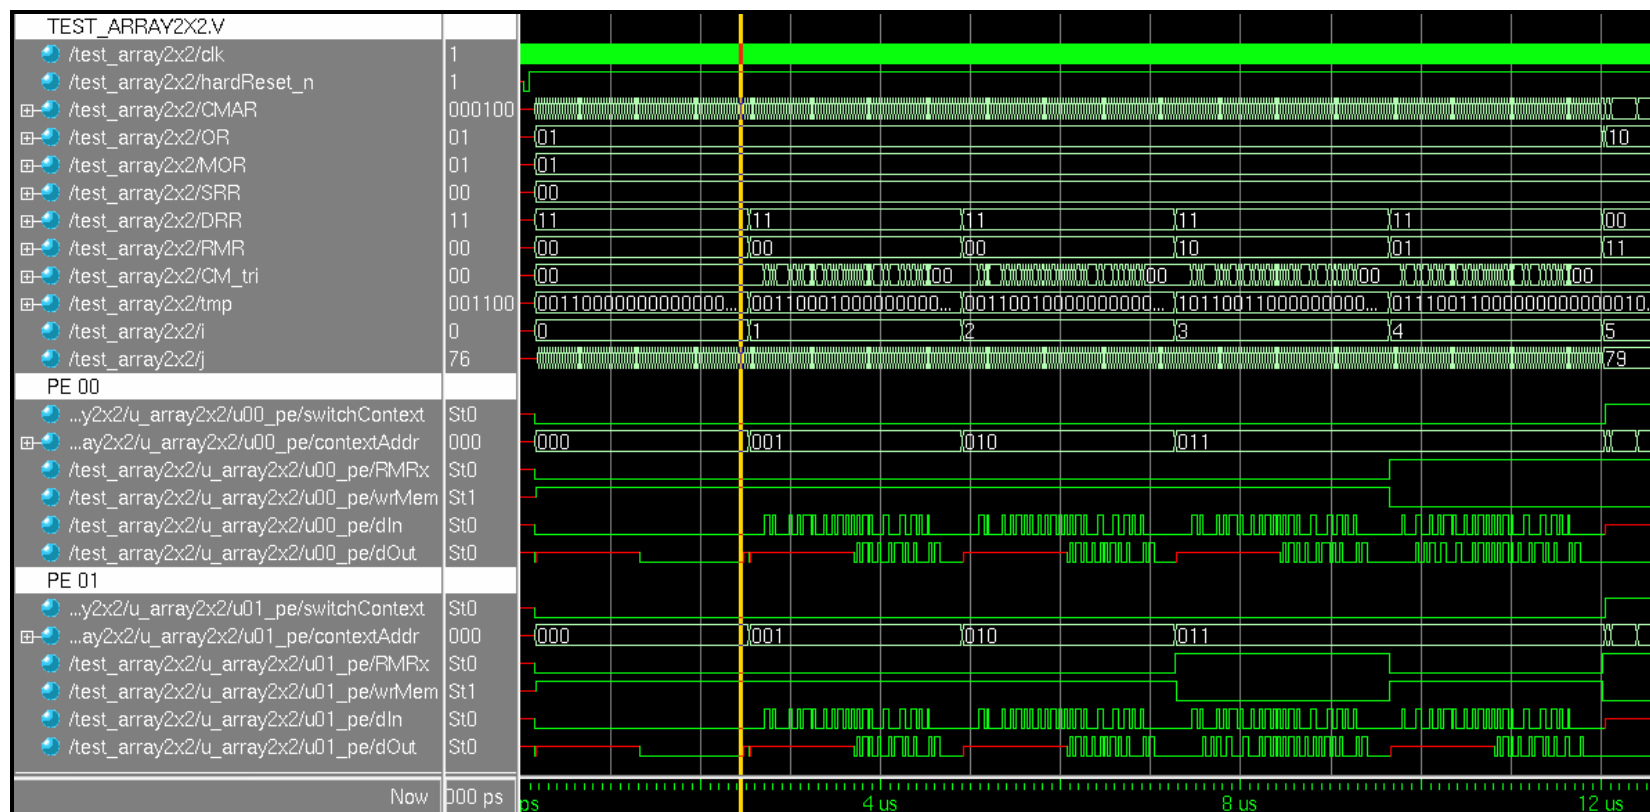 TEST_ARRAY2X2.V
/test_array2x2/clk 1
/test_array2x2/hardReset_n 1
/test_array2x2/CMAR 000100
/test_array2x2/OR 01 01 10
/test_array2x2/MOR 01 01
/test_array2x2/SRR 00 00
/test_array2x2/DRR 11 11 11 11 11 11 00
/test_array2x2/RMR 00 00 00 00 10 01 11
/test_array2x2/CM_tri 00 00 00 00 00 00
/test_array2x2/tmp 001100 0011000000000000... 0011000100000000... 0011001000000000... 1011001100000000... 01110011000000000000010.
/test_array2x2/i 0 0 1 2 3 4 5
/test_array2x2/j 76 79
PE 00
...y2x2/u_array2x2/u00_pe/switchContext St0
...ay2x2/u_array2x2/u00_pe/contextAddr 000 000 001 010 011
/test_array2x2/u_array2x2/u00_pe/RMRx St0
/test_array2x2/u_array2x2/u00_pe/wrMem St1
/test_array2x2/u_array2x2/u00_pe/dIn St0
/test_array2x2/u_array2x2/u00_pe/dOut St0
PE 01
...y2x2/u_array2x2/u01_pe/switchContext St0
...ay2x2/u_array2x2/u01_pe/contextAddr 000 000 001 010 011
/test_array2x2/u_array2x2/u01_pe/RMRx St0
/test_array2x2/u_array2x2/u01_pe/wrMem St1
/test_array2x2/u_array2x2/u01_pe/dIn St0
/test_array2x2/u_array2x2/u01_pe/dOut St0
Now 000 ps ps 4 us 8 us 12 us